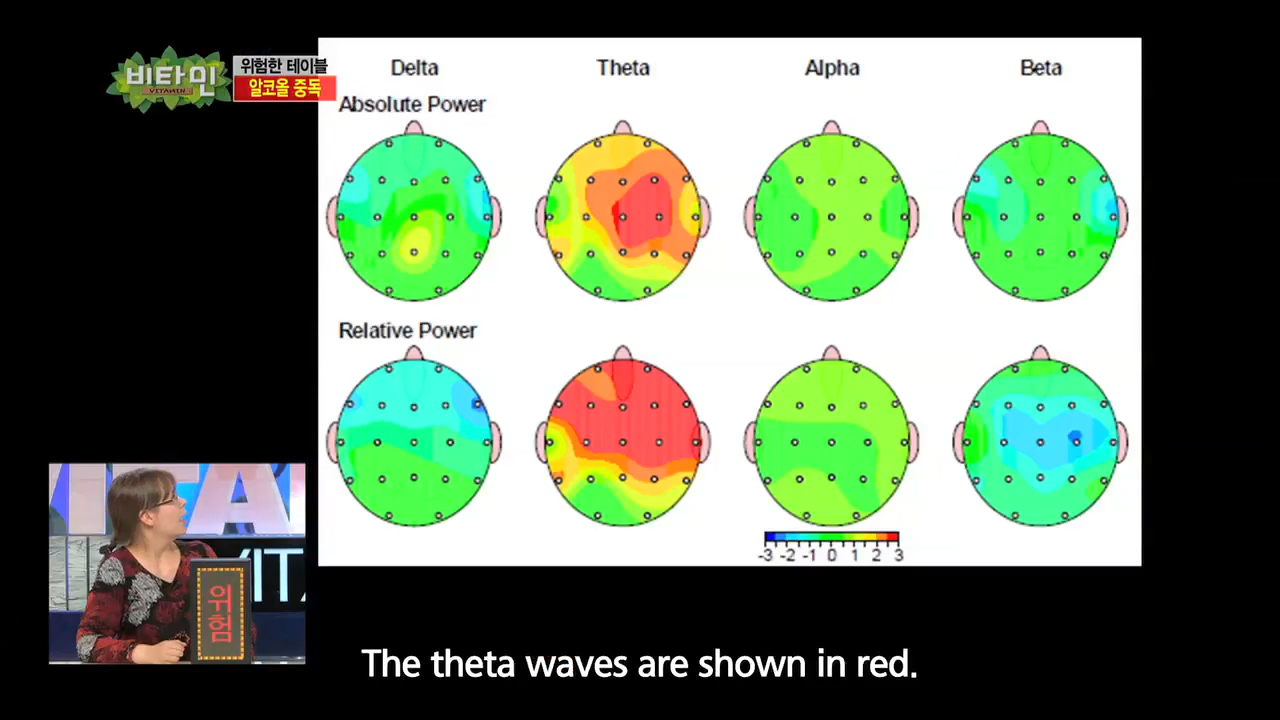 비타민
VITAMIN
위험한 테이블
알코올 중독
Delta Theta Alpha Beta
Absolute Power
Relative Power
-3 -2 -1 0 1 2 3
위험
The theta waves are shown in red.